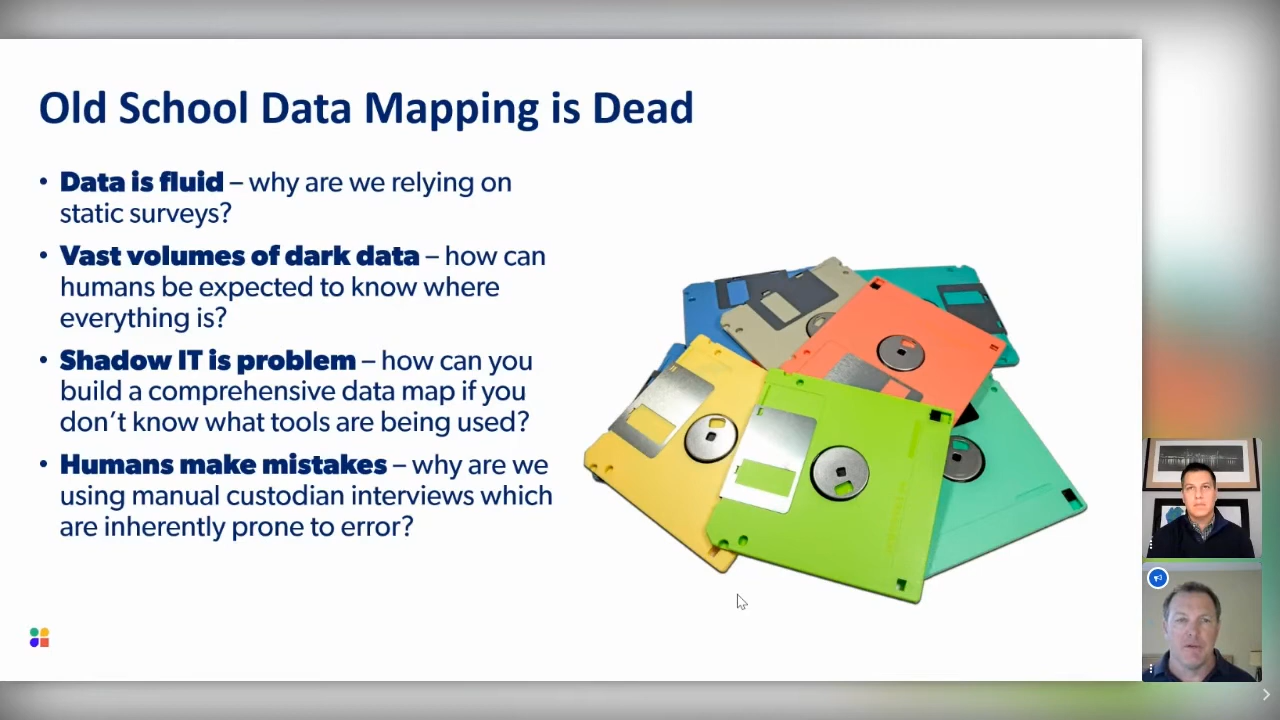 Old School Data Mapping is Dead
• Data is fluid – why are we relying on
static surveys?
• Vast volumes of dark data – how can
humans be expected to know where
everything is?
• Shadow IT is problem – how can you
build a comprehensive data map if you
don’t know what tools are being used?
• Humans make mistakes – why are we
using manual custodian interviews which
are inherently prone to error?